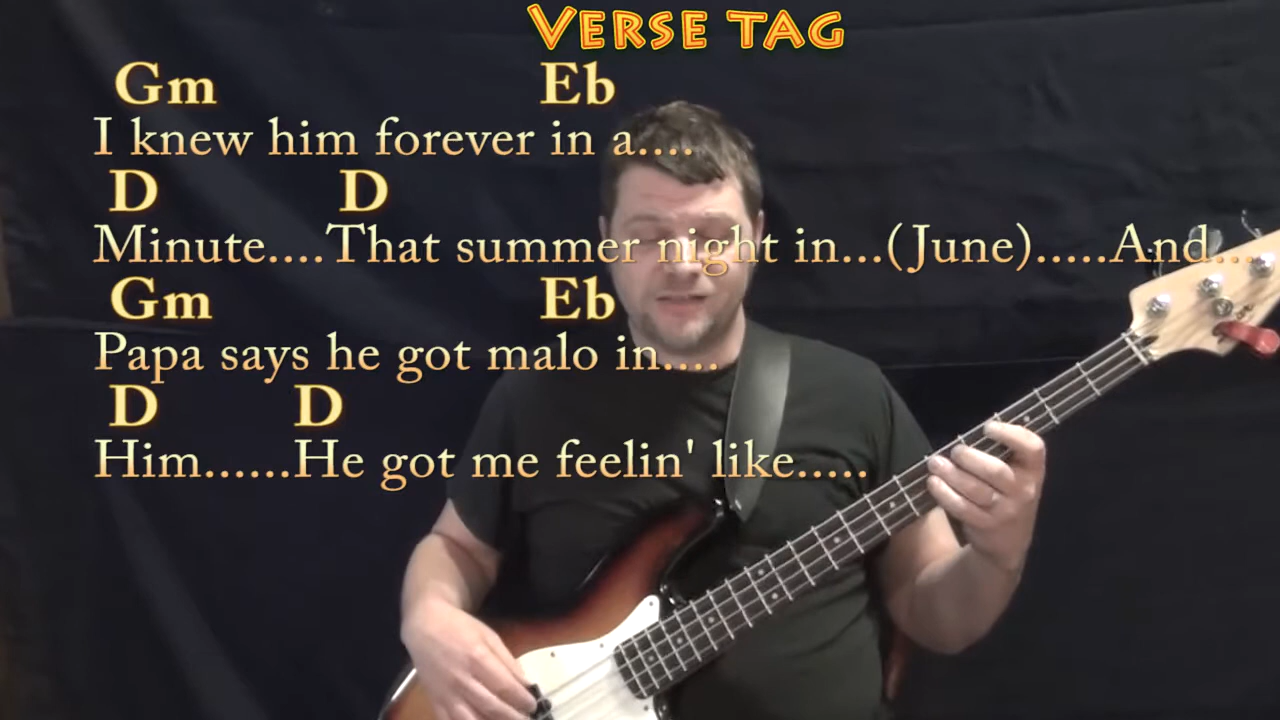 VERSE TAG
Gm Eb
I knew him forever in a....
D D
Minute....That summer night in...(June).....And...
Gm Eb
Papa says he got malo in....
D D
Him......He got me feelin' like.....